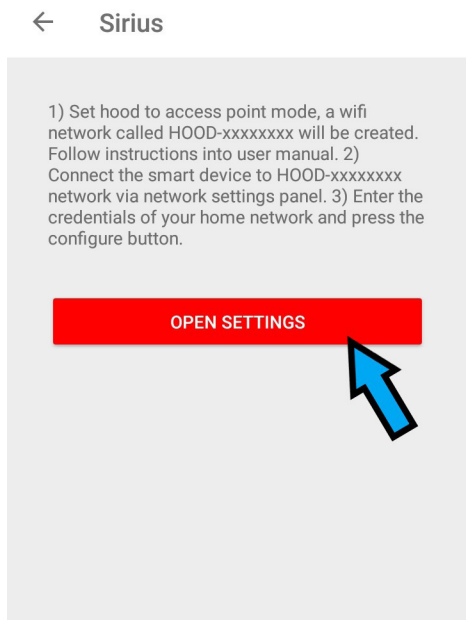 Sirius
1) Set hood to access point mode, a wifi
network called HOOD-xxxxxxxx will be created.
Follow instructions into user manual. 2)
Connect the smart device to HOOD-xxxxxxxx
network via network settings panel. 3) Enter the
credentials of your home network and press the
configure button.
OPEN SETTINGS